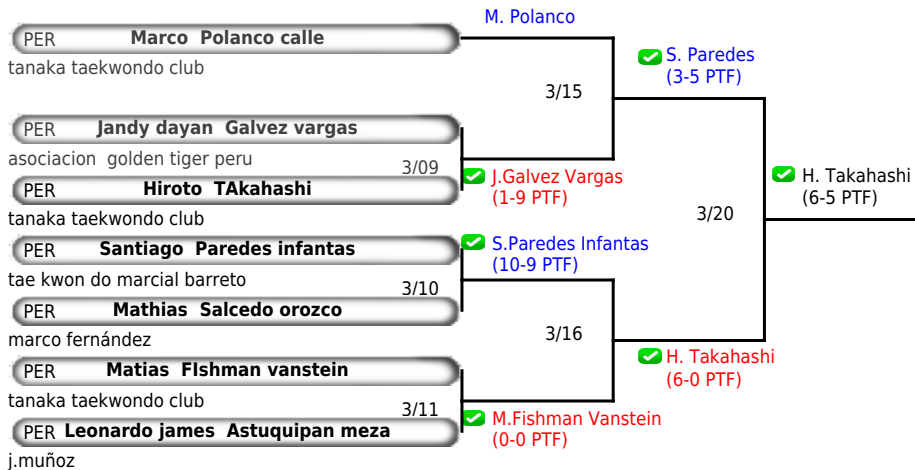 M. Polanco
PER Marco Polanco calle
tanaka taekwondo club
S. Paredes
(3-5 PTF)
3/15
PER Jandy dayan Galvez vargas
asociacion golden tiger peru
3/09
J.Galvez Vargas
(1-9 PTF)
PER Hiroto TAkahashi
tanaka taekwondo club
H. Takahashi
(6-5 PTF)
3/20
PER Santiago Paredes infantas
S.Paredes Infantas
(10-9 PTF)
tae kwon do marcial barreto
3/10
PER Mathias Salcedo orozco
marco fernández
3/16
H. Takahashi
(6-0 PTF)
PER Matias FIshman vanstein
tanaka taekwondo club
3/11
M.Fishman Vanstein
(0-0 PTF)
PER Leonardo james Astuquipan meza
j.muñoz